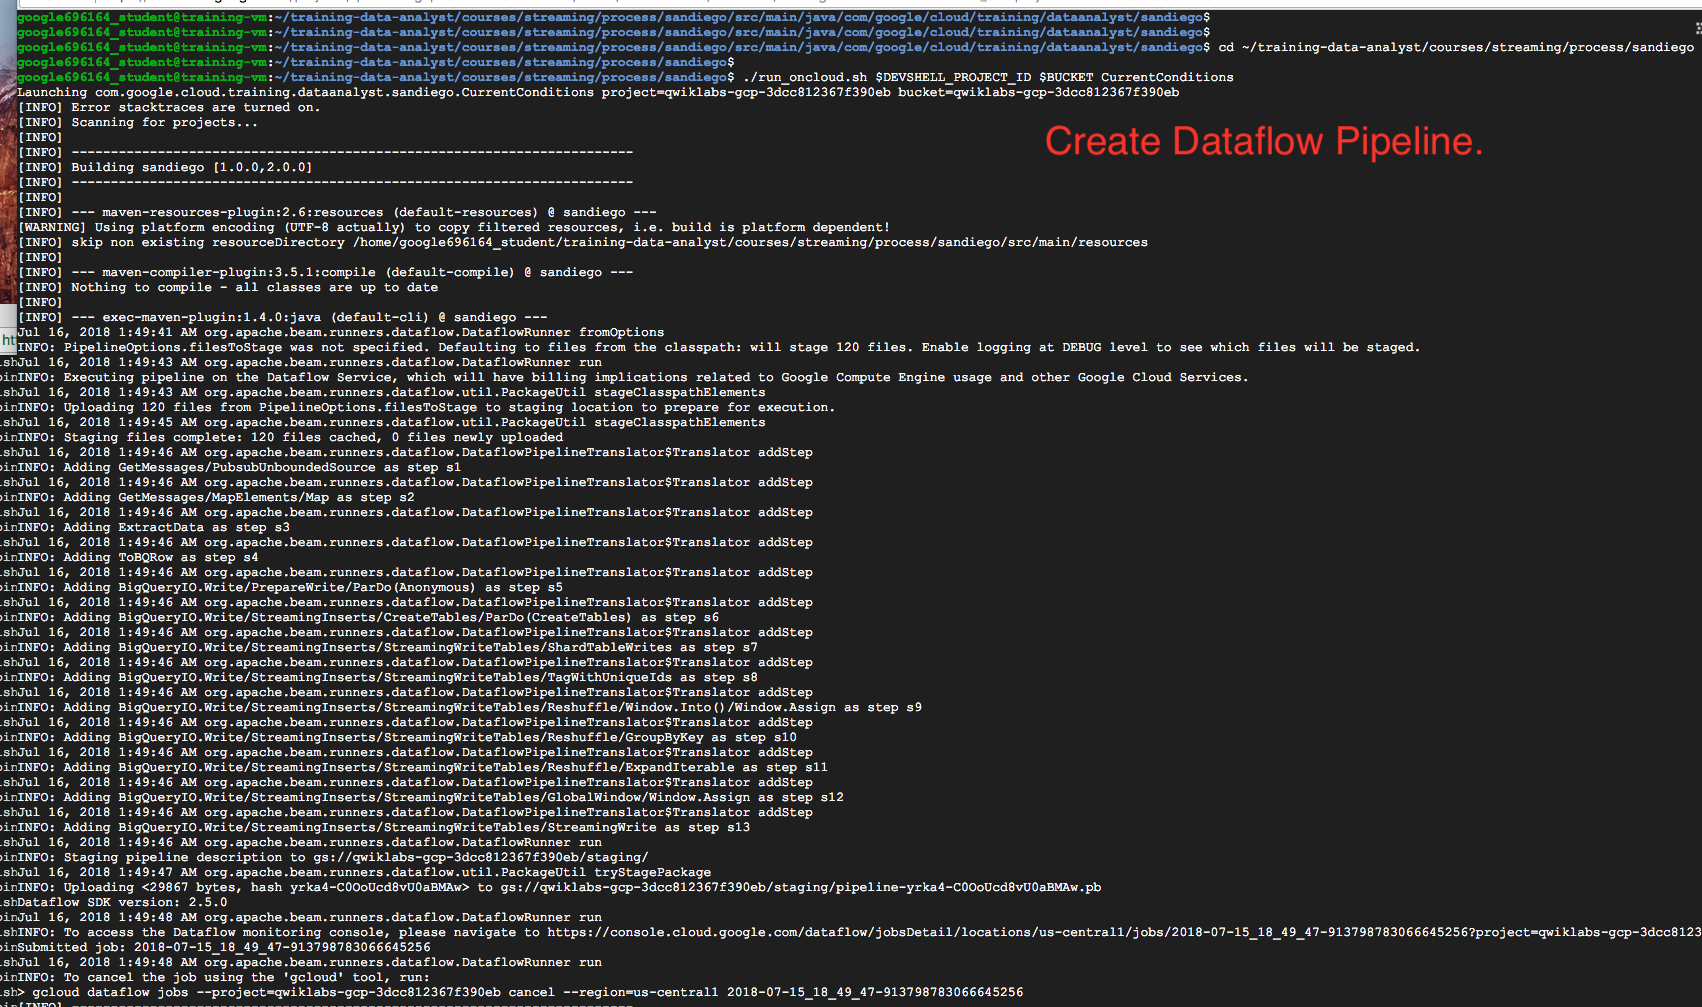 google696164_student@training-vm:~/training-data-analyst/courses/streaming/process/sandiego/src/main/java/com/google/cloud/training/dataanalyst/sandiego$
google696164_student@training-vm:~/training-data-analyst/courses/streaming/process/sandiego/src/main/java/com/google/cloud/training/dataanalyst/sandiego$
google696164_student@training-vm:~/training-data-analyst/courses/streaming/process/sandiego/src/main/java/com/google/cloud/training/dataanalyst/sandiego$ cd ~/training-data-analyst/courses/streaming/process/sandiego
google696164_student@training-vm:~/training-data-analyst/courses/streaming/process/sandiego$
google696164_student@training-vm:~/training-data-analyst/courses/streaming/process/sandiego$ ./run_oncloud.sh $DEVSHELL_PROJECT_ID $BUCKET CurrentConditions
Launching com.google.cloud.training.dataanalyst.sandiego.CurrentConditions project=qwiklabs-gcp-3dcc812367f390eb bucket=qwiklabs-gcp-3dcc812367f390eb
[INFO] Error stacktraces are turned on.
[INFO] Scanning for projects...
Create Dataflow Pipeline.
[INFO]
[INFO] ------------------------------------------------------------------------
[INFO] Building sandiego [1.0.0,2.0.0]
[INFO] ------------------------------------------------------------------------
[INFO]
[INFO] --- maven-resources-plugin:2.6:resources (default-resources) @ sandiego ---
[WARNING] Using platform encoding (UTF-8 actually) to copy filtered resources, i.e. build is platform dependent!
[INFO] skip non existing resourceDirectory /home/google696164_student/training-data-analyst/courses/streaming/process/sandiego/src/main/resources
[INFO]
[INFO] --- maven-compiler-plugin:3.5.1:compile (default-compile) @ sandiego ---
[INFO] Nothing to compile - all classes are up to date
[INFO]
[INFO] --- exec-maven-plugin:1.4.0:java (default-cli) @ sandiego ---
Jul 16, 2018 1:49:41 AM org.apache.beam.runners.dataflow.DataflowRunner fromOptions
INFO: PipelineOptions.filesToStage was not specified. Defaulting to files from the classpath: will stage 120 files. Enable logging at DEBUG level to see which files will be staged.
Jul 16, 2018 1:49:43 AM org.apache.beam.runners.dataflow.DataflowRunner run
INFO: Executing pipeline on the Dataflow Service, which will have billing implications related to Google Compute Engine usage and other Google Cloud Services.
Jul 16, 2018 1:49:43 AM org.apache.beam.runners.dataflow.util.PackageUtil stageClasspathElements
INFO: Uploading 120 files from PipelineOptions.filesToStage to staging location to prepare for execution.
Jul 16, 2018 1:49:45 AM org.apache.beam.runners.dataflow.util.PackageUtil stageClasspathElements
INFO: Staging files complete: 120 files cached, 0 files newly uploaded
Jul 16, 2018 1:49:46 AM org.apache.beam.runners.dataflow.DataflowPipelineTranslator$Translator addStep
INFO: Adding GetMessages/PubsubUnboundedSource as step s1
Jul 16, 2018 1:49:46 AM org.apache.beam.runners.dataflow.DataflowPipelineTranslator$Translator addStep
INFO: Adding GetMessages/MapElements/Map as step s2
Jul 16, 2018 1:49:46 AM org.apache.beam.runners.dataflow.DataflowPipelineTranslator$Translator addStep
INFO: Adding ExtractData as step s3
Jul 16, 2018 1:49:46 AM org.apache.beam.runners.dataflow.DataflowPipelineTranslator$Translator addStep
INFO: Adding ToBQRow as step s4
Jul 16, 2018 1:49:46 AM org.apache.beam.runners.dataflow.DataflowPipelineTranslator$Translator addStep
INFO: Adding BigQueryIO.Write/PrepareWrite/ParDo(Anonymous) as step s5
Jul 16, 2018 1:49:46 AM org.apache.beam.runners.dataflow.DataflowPipelineTranslator$Translator addStep
INFO: Adding BigQueryIO.Write/StreamingInserts/CreateTables/ParDo(CreateTables) as step s6
Jul 16, 2018 1:49:46 AM org.apache.beam.runners.dataflow.DataflowPipelineTranslator$Translator addStep
INFO: Adding BigQueryIO.Write/StreamingInserts/StreamingWriteTables/ShardTableWrites as step s7
Jul 16, 2018 1:49:46 AM org.apache.beam.runners.dataflow.DataflowPipelineTranslator$Translator addStep
INFO: Adding BigQueryIO.Write/StreamingInserts/StreamingWriteTables/TagWithUniqueIds as step s8
Jul 16, 2018 1:49:46 AM org.apache.beam.runners.dataflow.DataflowPipelineTranslator$Translator addStep
INFO: Adding BigQueryIO.Write/StreamingInserts/StreamingWriteTables/Reshuffle/Window.Into()/Window.Assign as step s9
Jul 16, 2018 1:49:46 AM org.apache.beam.runners.dataflow.DataflowPipelineTranslator$Translator addStep
INFO: Adding BigQueryIO.Write/StreamingInserts/StreamingWriteTables/Reshuffle/GroupByKey as step s10
Jul 16, 2018 1:49:46 AM org.apache.beam.runners.dataflow.DataflowPipelineTranslator$Translator addStep
INFO: Adding BigQueryIO.Write/StreamingInserts/StreamingWriteTables/Reshuffle/ExpandIterable as step s11
Jul 16, 2018 1:49:46 AM org.apache.beam.runners.dataflow.DataflowPipelineTranslator$Translator addStep
INFO: Adding BigQueryIO.Write/StreamingInserts/StreamingWriteTables/GlobalWindow/Window.Assign as step s12
Jul 16, 2018 1:49:46 AM org.apache.beam.runners.dataflow.DataflowPipelineTranslator$Translator addStep
INFO: Adding BigQueryIO.Write/StreamingInserts/StreamingWriteTables/StreamingWrite as step s13
Jul 16, 2018 1:49:46 AM org.apache.beam.runners.dataflow.DataflowRunner run
INFO: Staging pipeline description to gs://qwiklabs-gcp-3dcc812367f390eb/staging/
Jul 16, 2018 1:49:47 AM org.apache.beam.runners.dataflow.util.PackageUtil tryStagePackage
INFO: Uploading <29867 bytes, hash yrka4-C0OoUcd8vU0aBMAw> to gs://qwiklabs-gcp-3dcc812367f390eb/staging/pipeline-yrka4-C0OoUcd8vU0aBMAw.pb
Dataflow SDK version: 2.5.0
Jul 16, 2018 1:49:48 AM org.apache.beam.runners.dataflow.DataflowRunner run
INFO: To access the Dataflow monitoring console, please navigate to https://console.cloud.google.com/dataflow/jobsDetail/locations/us-central1/jobs/2018-07-15_18_49_47-913798783066645256?project=qwiklabs-gcp-3dcc8123
Submitted job: 2018-07-15_18_49_47-913798783066645256
Jul 16, 2018 1:49:48 AM org.apache.beam.runners.dataflow.DataflowRunner run
INFO: To cancel the job using the 'gcloud' tool, run:
> gcloud dataflow jobs --project=qwiklabs-gcp-3dcc812367f390eb cancel --region=us-central1 2018-07-15_18_49_47-913798783066645256